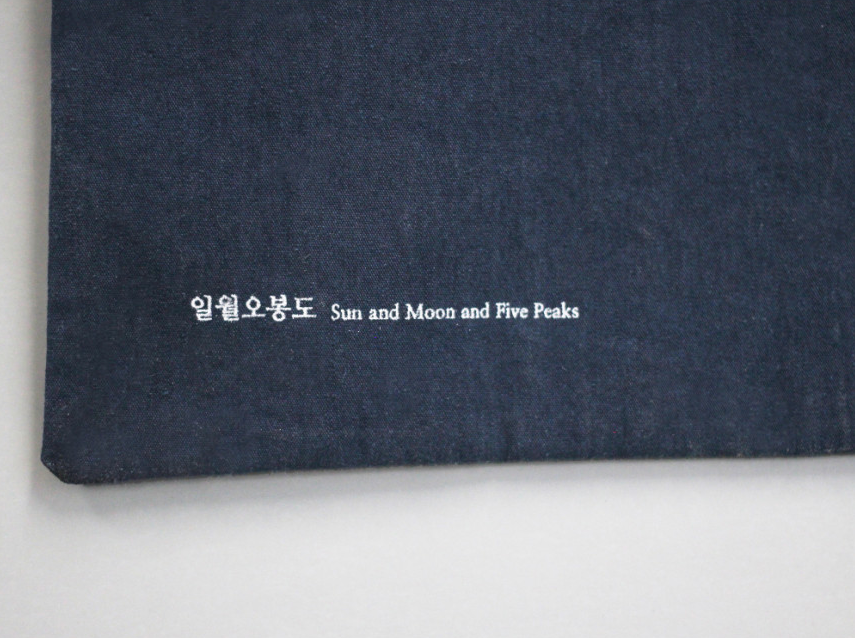 일월오봉도 Sun and Moon and Five Peaks